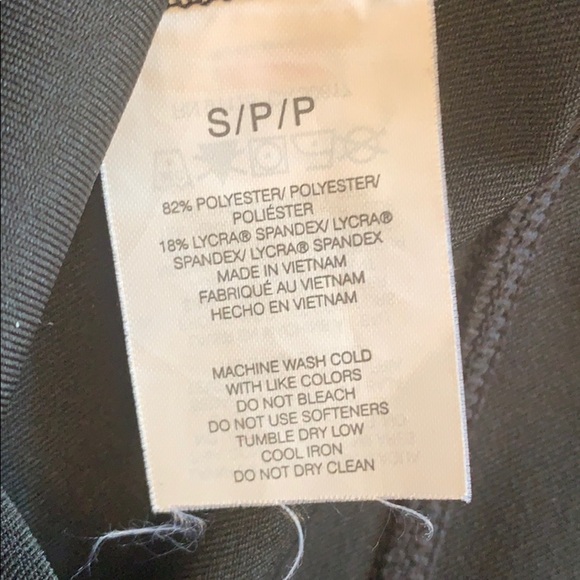 S/P/P
82% POLYESTER/ POLYESTER/
POLIÉSTER
18% LYCRA® SPANDEX/ LYCRA®
SPANDEX/ LYCRA® SPANDEX
MADE IN VIETNAM
FABRIQUÉ AU VIETNAM
HECHO EN VIETNAM
MACHINE WASH COLD
WITH LIKE COLORS
DO NOT BLEACH
DO NOT USE SOFTENERS
TUMBLE DRY LOW
COOL IRON
DO NOT DRY CLEAN